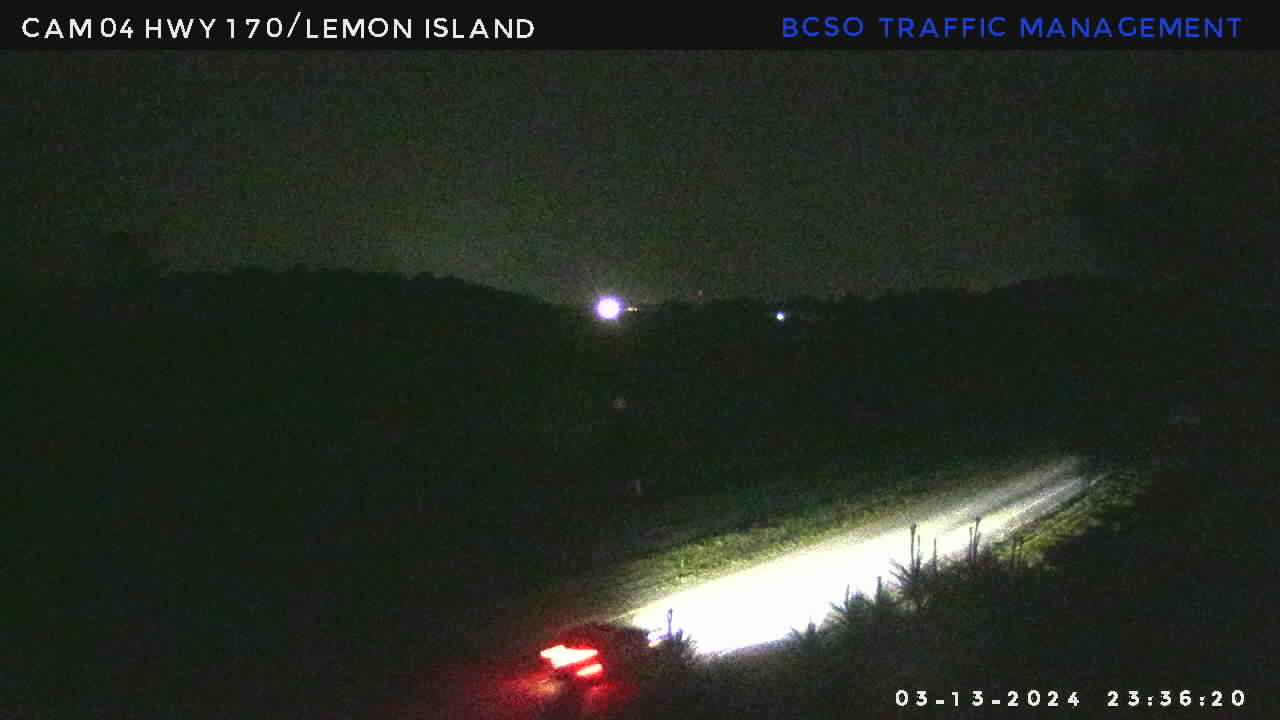 CAM04 HWY 170/LEMON ISLAND
BCSO TRAFFIC MANAGEMENT
03-13-2024 23:36:20